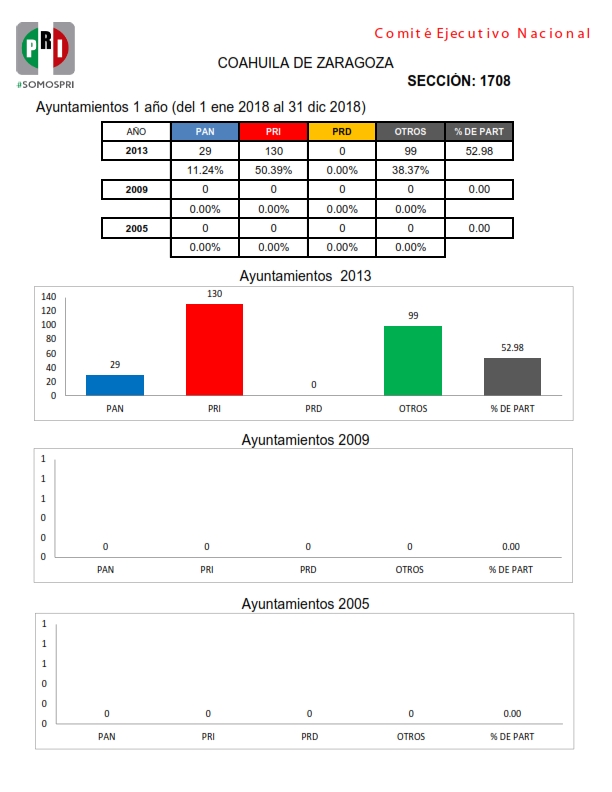 PRI
#SOMOSPRI
Comité Ejecutivo Nacional
COAHUILA DE ZARAGOZA
SECCIÓN: 1708
Ayuntamientos 1 año (del 1 ene 2018 al 31 dic 2018)
AÑO PAN PRI PRD OTROS % DE PART
2013 29 130 0 99 52.98
11.24% 50.39% 0.00% 38.37%
2009 0 0 0 0 0.00
0.00% 0.00% 0.00% 0.00%
2005 0 0 0 0 0.00
0.00% 0.00% 0.00% 0.00%
Ayuntamientos 2013
140
120
100
80
60
40
20
0
29 130 0 99 52.98
PAN PRI PRD OTROS % DE PART
Ayuntamientos 2009
1
1
1
0
0
0
0 0 0 0 0.00
PAN PRI PRD OTROS % DE PART
Ayuntamientos 2005
1
1
1
0
0
0
0 0 0 0 0.00
PAN PRI PRD OTROS % DE PART